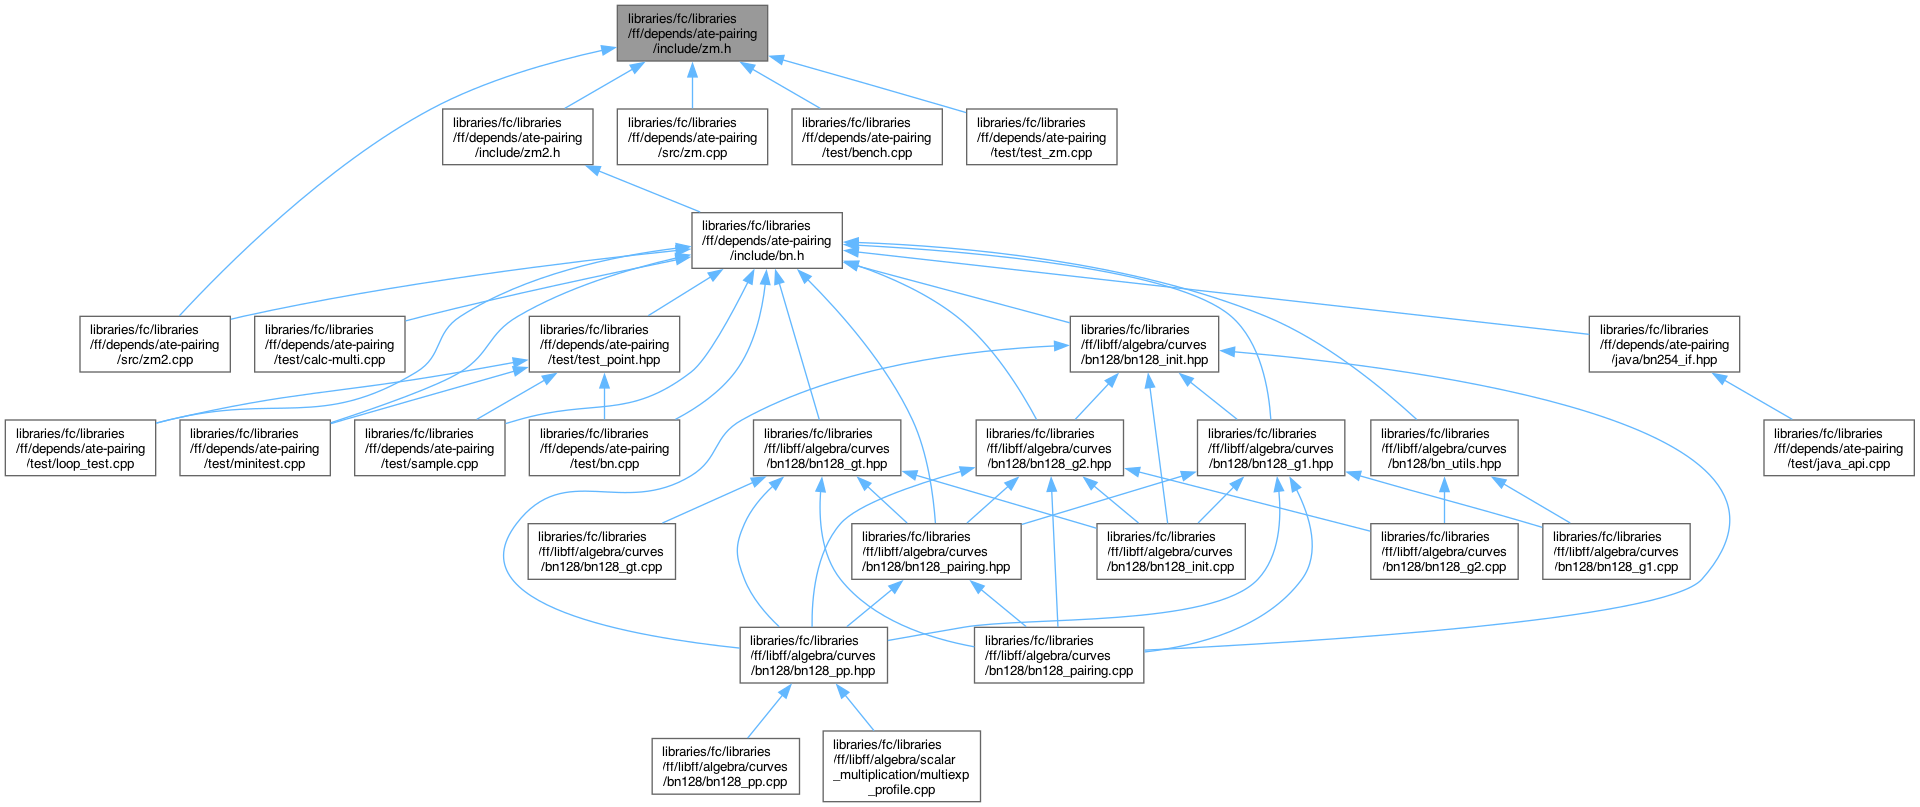 libraries/fc/libraries
/ff/depends/ate-pairing
/include/zm.h
libraries/fc/libraries
/ff/depends/ate-pairing
/include/zm2.h
libraries/fc/libraries
/ff/depends/ate-pairing
src/zm.cpp
libraries/fc/libraries
/ff/depends/ate-pairing
/test/bench.cpp
libraries/fc/libraries
/ff/depends/ate-pairing
/test/test_zm.cpp
libraries/fc/libraries
/ff/depends/ate-pairing
/include/bn.h
libraries/fc/libraries
/ff/depends/ate-pairing
/src/zm2.cpp
libraries/fc/libraries
/ff/depends/ate-pairing
/test/calc-multi.cpp
libraries/fc/libraries
/ff/depends/ate-pairing
/test/test_point.hpp
libraries/fc/libraries
/ff/libff/algebra/curves
/bn128/bn128_init.hpp
libraries/fc/libraries
/ff/depends/ate-pairing
/java/bn254_if.hpp
libraries/fc/libraries
/ff/depends/ate-pairing
/test/loop_test.cpp
libraries/fc/libraries
/ff/depends/ate-pairing
/test/minitest.cpp
libraries/fc/libraries
/ff/depends/ate-pairing
/test/sample.cpp
libraries/fc/libraries
/ff/depends/ate-pairing
/test/bn.cpp
libraries/fc/libraries
/ff/libff/algebra/curves
/bn128/bn128_gt.hpp
libraries/fc/libraries
/ff/libff/algebra/curves
/bn128/bn128_g2.hpp
libraries/fc/libraries
/ff/libff/algebra/curves
/bn128/bn128_g1.hpp
libraries/fc/libraries
/ff/libff/algebra/curves
/bn128/bn_utils.hpp
libraries/fc/libraries
/ff/depends/ate-pairing
/test/java_api.cpp
libraries/fc/libraries
/ff/libff/algebra/curves
/bn128/bn128_gt.cpp
libraries/fc/libraries
/ff/libff/algebra/curves
/bn128/bn128_pairing.hpp
libraries/fc/libraries
/ff/libff/algebra/curves
/bn128/bn128_init.cpp
libraries/fc/libraries
/ff/libff/algebra/curves
/bn128/bn128_g2.cpp
libraries/fc/libraries
/ff/libff/algebra/curves
/bn128/bn128_g1.cpp
libraries/fc/libraries
/ff/libff/algebra/curves
/bn128/bn128_pp.hpp
libraries/fc/libraries
/ff/libff/algebra/curves
/bn128/bn128_pairing.cpp
libraries/fc/libraries
/ff/libff/algebra/curves
/bn128/bn128_pp.cpp
libraries/fc/libraries
/ff/libff/algebra/scalar
_multiplication/multiexp
_profile.cpp